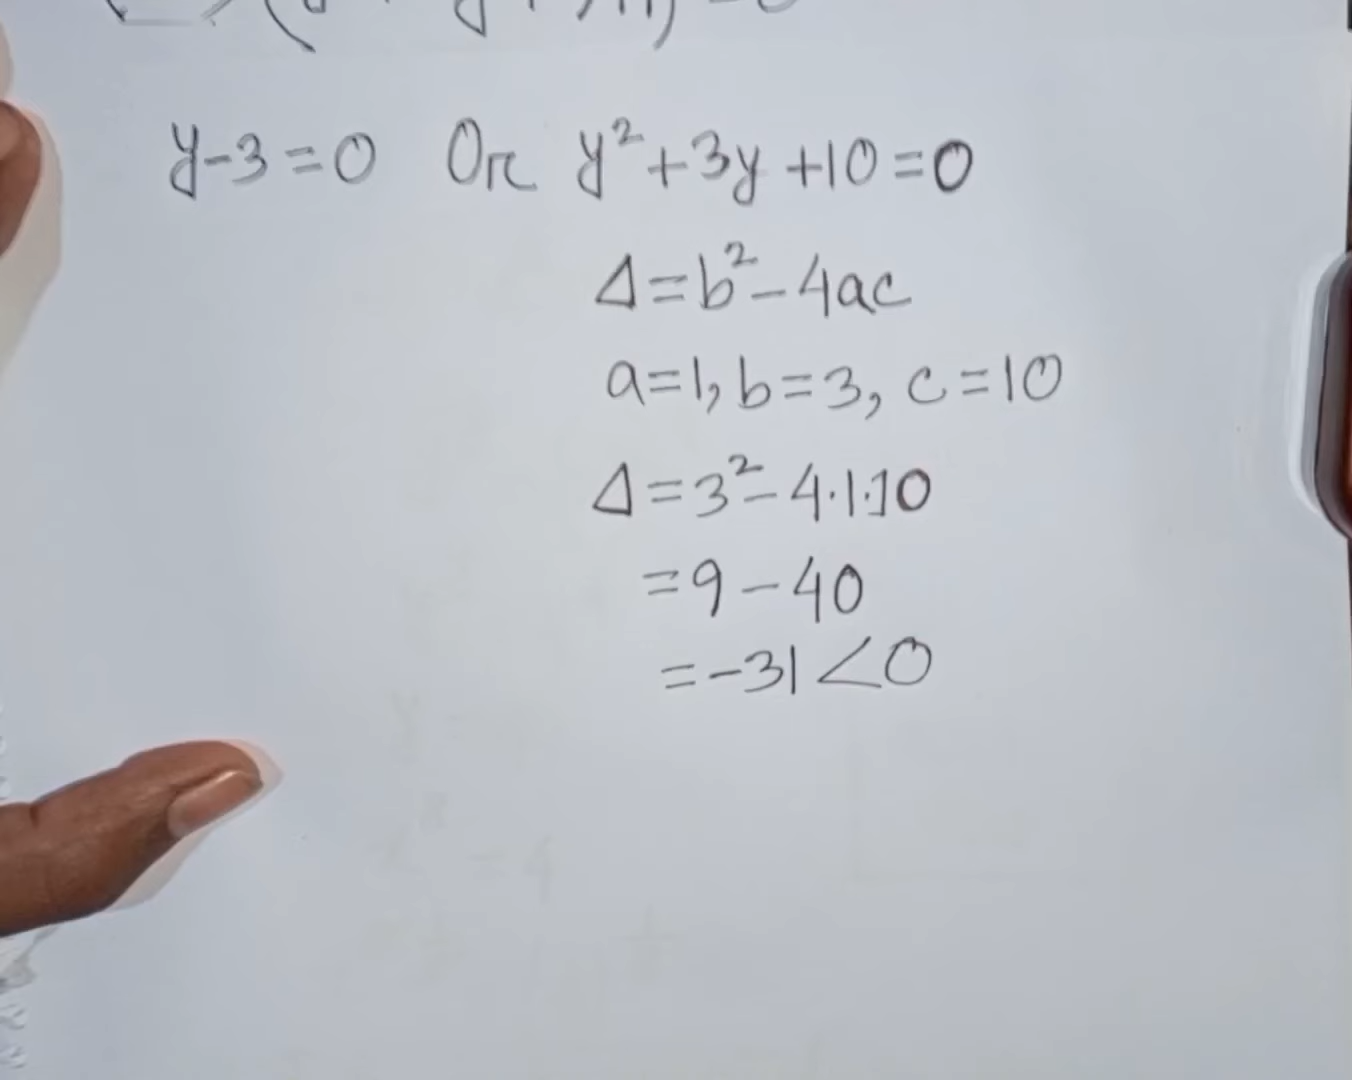 y-3=0 Or y²+3y+10=0
Δ=b²-4ac
a=1, b=3, c=10
Δ=3²-4·1·10
=9-40
=-31<0